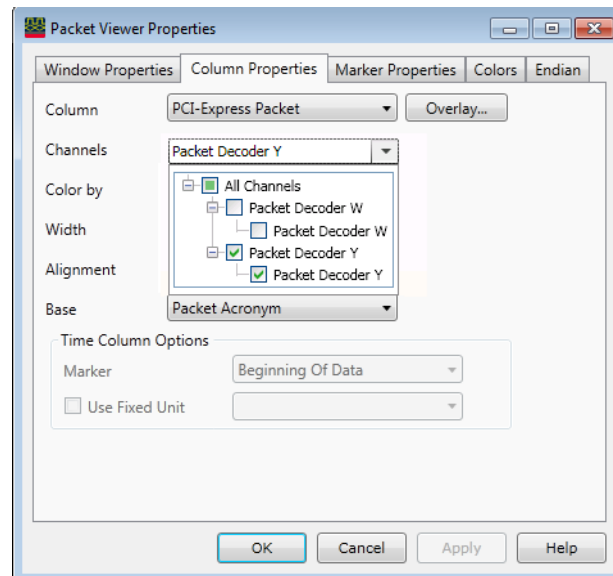 Packet Viewer Properties
Window Properties Column Properties Marker Properties Colors Endian
Column PCI-Express Packet Overlay...
Channels Packet Decoder Y
All Channels
Color by
Packet Decoder W
Width Packet Decoder W
Packet Decoder Y
Alignment Packet Decoder Y
Base Packet Acronym
Time Column Options
Marker Beginning Of Data
Use Fixed Unit
OK Cancel Apply Help